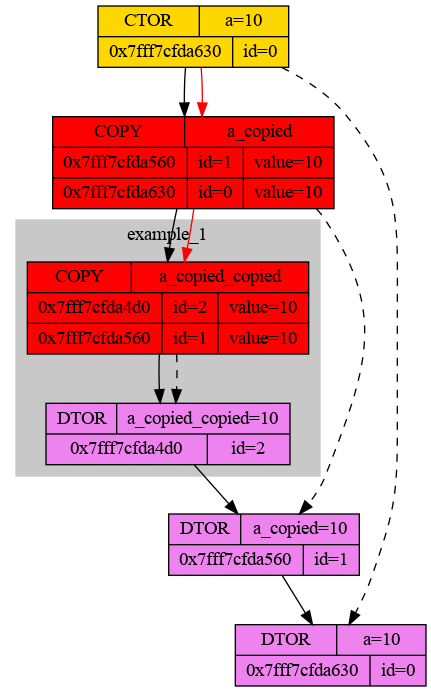 CTOR a=10
0x7fff7cfda630 id=0
COPY a_copied
0x7fff7cfda560 id=1 value=10
0x7fff7cfda630 id=0 value=10
example_1
COPY a_copied_copied
0x7fff7cfda4d0 id=2 value=10
0x7fff7cfda560 id=1 value=10
DTOR a_copied_copied=10
0x7fff7cfda4d0 id=2
DTOR a_copied=10
0x7fff7cfda560 id=1
DTOR a=10
0x7fff7cfda630 id=0